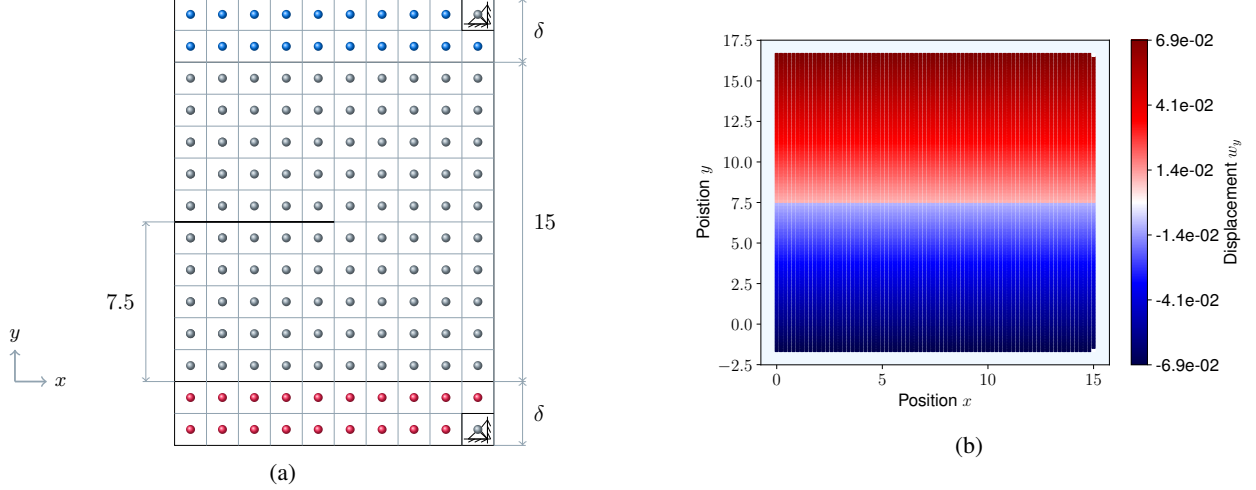 δ
15
7.5
y
x
δ
(a)
17.5
15.0
12.5
10.0
7.5
5.0
2.5
0.0
−2.5
Poistion y
0
5
10
15
Position x
6.9e-02
4.1e-02
1.4e-02
-1.4e-02
-4.1e-02
-6.9e-02
Displacement w_y
(b)